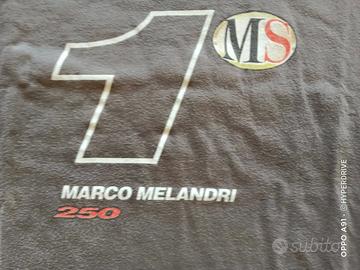 1
MS
MARCO MELANDRI
250
OPPO A91 · ©HYPERDRIVE
subito